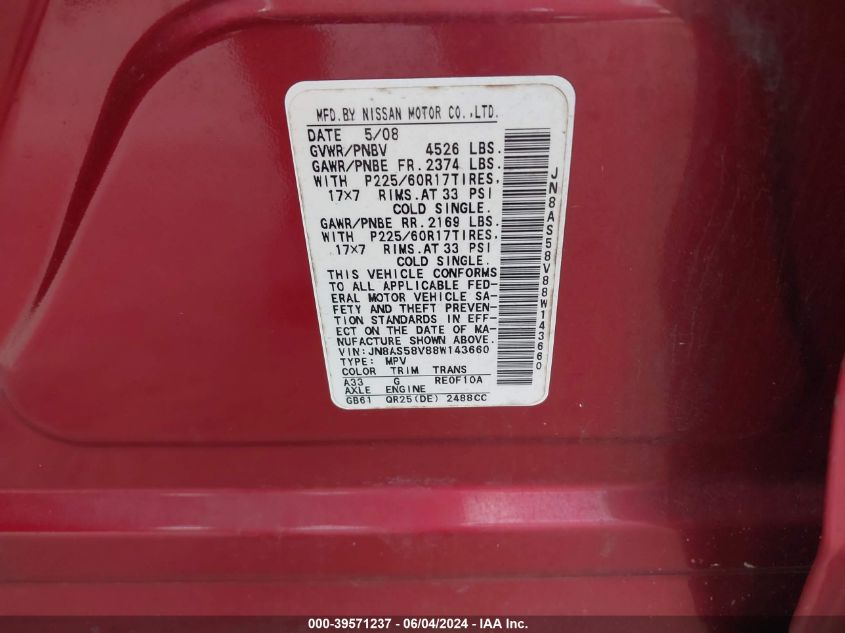 MFD.BY NISSAN MOTOR CO.,LTD.
DATE 5/08
GVWR/PNBV 4526 LBS.
GAWR/PNBE FR. 2374 LBS.
WITH P225/60R17TIRES,
17×7 RIMS.AT 33 PSI
COLD SINGLE.
GAWR/PNBE RR. 2169 LBS.
WITH P225/60R17TIRES,
17×7 RIMS.AT 33 PSI
COLD SINGLE.
THIS VEHICLE CONFORMS
TO ALL APPLICABLE FED-
ERAL MOTOR VEHICLE SA-
FETY AND THEFT PREVEN-
TION STANDARDS IN EFF-
ECT ON THE DATE OF MA-
NUFACTURE SHOWN ABOVE.
VIN:JN8AS58V88W143660
TYPE: MPV
COLOR TRIM TRANS
A33 G RE0F10A
AXLE ENGINE
GB61 QR25(DE) 2488CC
JN8AS58V88W143660
000-39571237 - 06/04/2024 - IAA Inc.